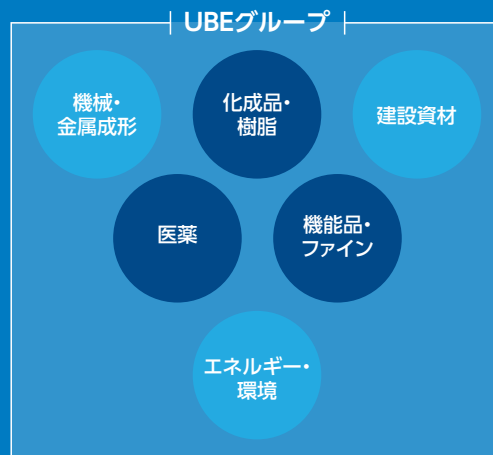 UBEグループ
機械・
金属成形
化成品・
樹脂
建設資材
医薬
機能品・
ファイン
エネルギー・
環境